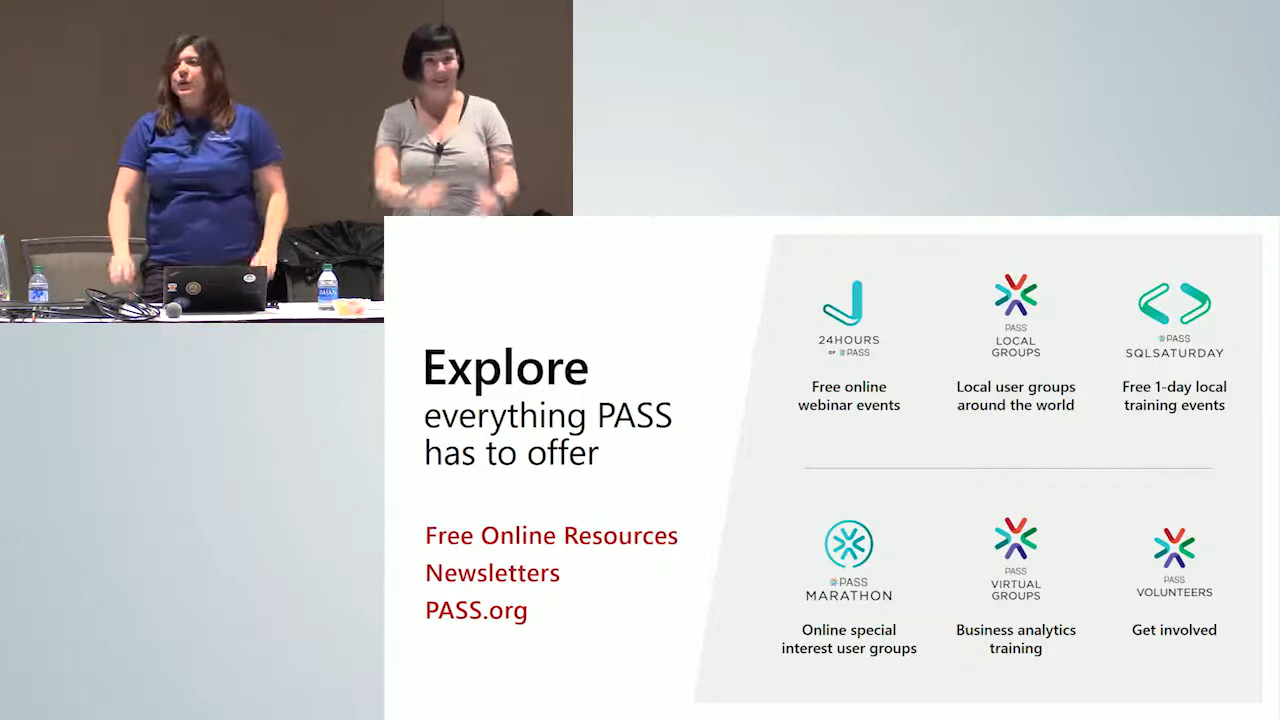 Explore
everything PASS
has to offer
Free Online Resources
Newsletters
PASS.org
24HOURS
OF PASS
Free online
webinar events
PASS
LOCAL
GROUPS
Local user groups
around the world
PASS
SQLSATURDAY
Free 1-day local
training events
PASS
MARATHON
Online special
interest user groups
PASS
VIRTUAL
GROUPS
Business analytics
training
PASS
VOLUNTEERS
Get involved